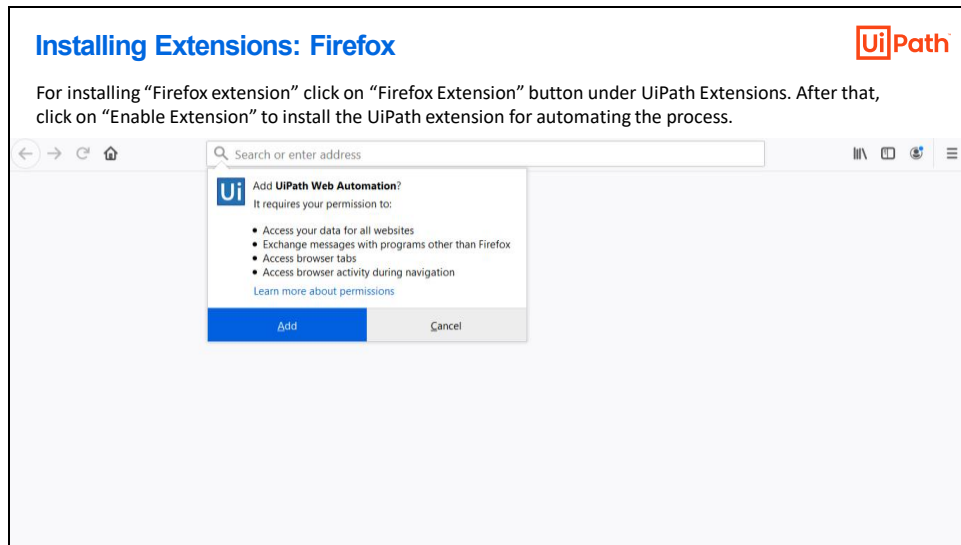 Installing Extensions: Firefox
UiPath
For installing “Firefox extension” click on “Firefox Extension” button under UiPath Extensions. After that,
click on “Enable Extension” to install the UiPath extension for automating the process.
Search or enter address
Ui
Add UiPath Web Automation?
It requires your permission to:
• Access your data for all websites
• Exchange messages with programs other than Firefox
• Access browser tabs
• Access browser activity during navigation
Learn more about permissions
Add Cancel